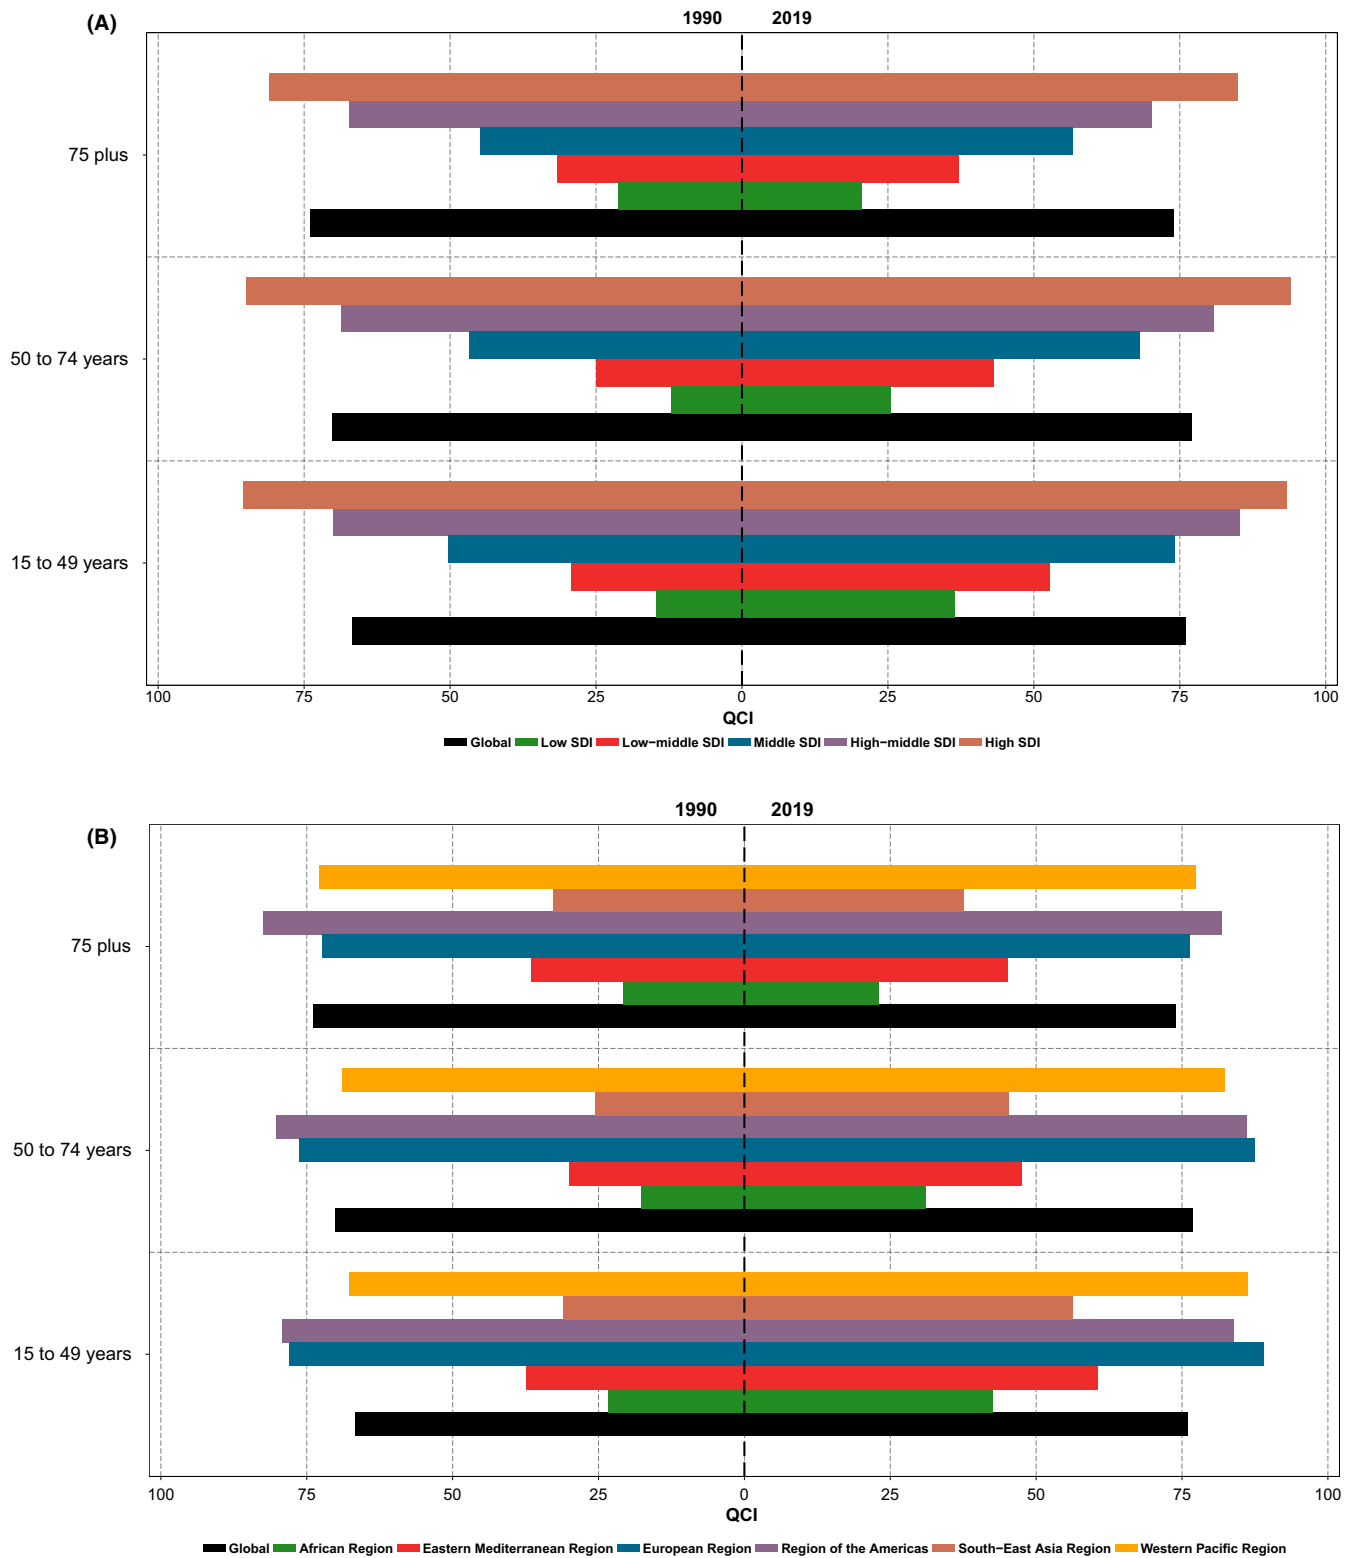 (A)
1990 2019
75 plus
50 to 74 years
15 to 49 years
100 75 50 25 0 25 50 75 100
QCI
Global Low SDI Low−middle SDI Middle SDI High−middle SDI High SDI
(B)
1990 2019
75 plus
50 to 74 years
15 to 49 years
100 75 50 25 0 25 50 75 100
QCI
Global African Region Eastern Mediterranean Region European Region Region of the Americas South−East Asia Region Western Pacific Region